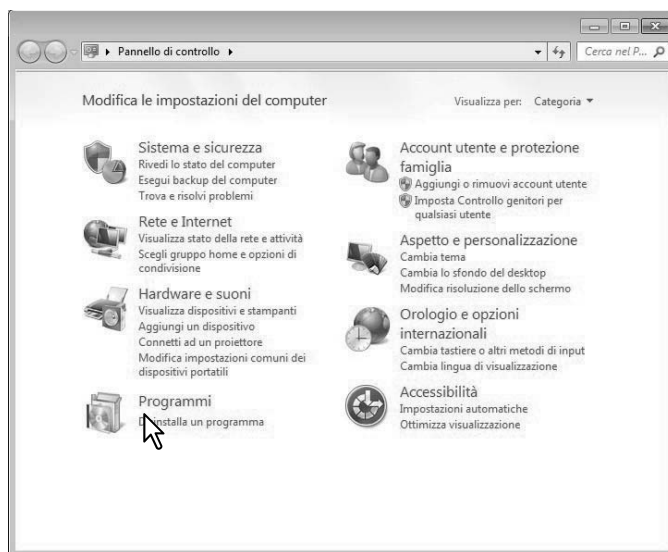 Pannello di controllo
Cerca nel P...
Modifica le impostazioni del computer
Visualizza per: Categoria
Sistema e sicurezza
Rivedi lo stato del computer
Esegui backup del computer
Trova e risolvi problemi
Rete e Internet
Visualizza stato della rete e attività
Scegli gruppo home e opzioni di
condivisione
Hardware e suoni
Visualizza dispositivi e stampanti
Aggiungi un dispositivo
Connetti ad un proiettore
Modifica impostazioni comuni dei
dispositivi portatili
Programmi
Disinstalla un programma
Account utente e protezione
famiglia
Aggiungi o rimuovi account utente
Imposta Controllo genitori per
qualsiasi utente
Aspetto e personalizzazione
Cambia tema
Cambia lo sfondo del desktop
Modifica risoluzione dello schermo
Orologio e opzioni
internazionali
Cambia tastiere o altri metodi di input
Cambia lingua di visualizzazione
Accessibilità
Impostazioni automatiche
Ottimizza visualizzazione